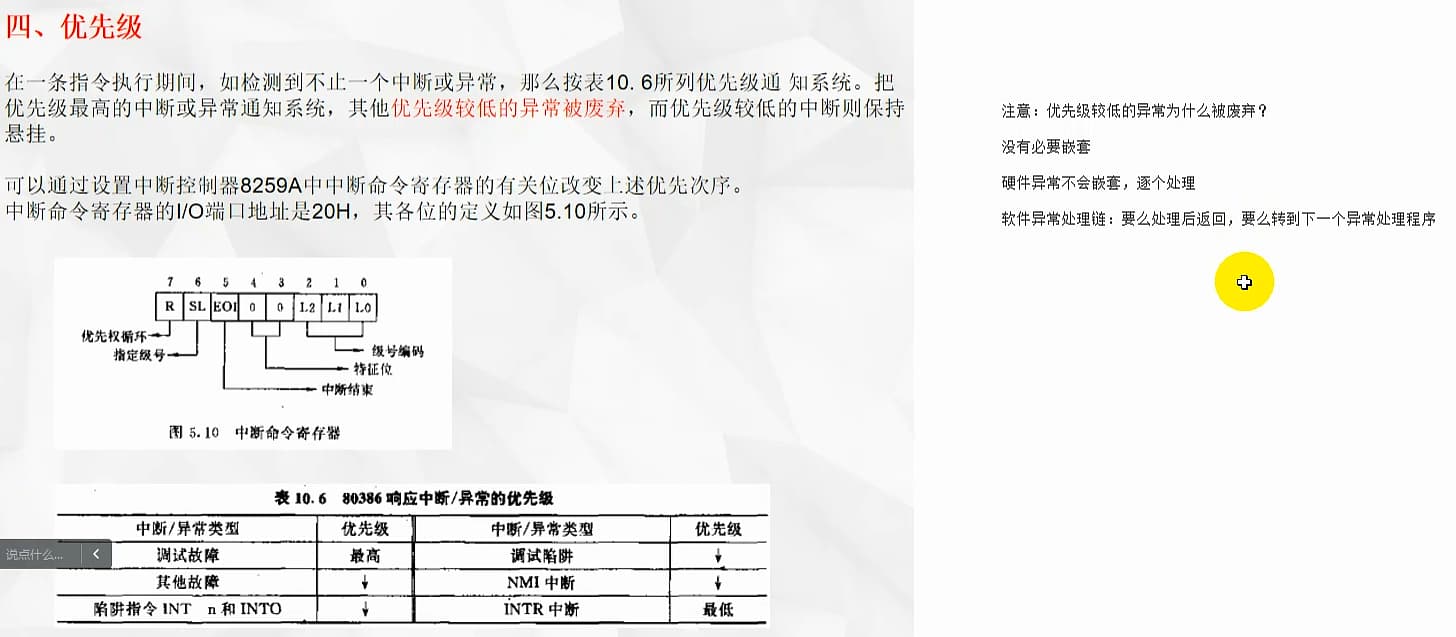 四、优先级
在一条指令执行期间，如检测到不止一个中断或异常，那么按表10. 6所列优先级通 知系统。把
优先级最高的中断或异常通知系统，其他优先级较低的异常被废弃，而优先级较低的中断则保持
悬挂。
可以通过设置中断控制器8259A中中断命令寄存器的有关位改变上述优先次序。
中断命令寄存器的I/O端口地址是20H，其各位的定义如图5.10所示。
7 6 5 4 3 2 1 0
R SL EOI 0 0 L2 L1 L0
优先权循环
指定级号
级号编码
特征位
中断结束
图 5.10 中断命令寄存器
表 10.6 80386 响应中断/异常的优先级
中断/异常类型 优先级 中断/异常类型 优先级
调试故障 最高 调试陷阱 ↓
其他故障 ↓ NMI 中断 ↓
陷阱指令 INT n 和 INTO ↓ INTR 中断 最低
说点什么...
注意：优先级较低的异常为什么被废弃？
没有必要嵌套
硬件异常不会嵌套，逐个处理
软件异常处理链：要么处理后返回，要么转到下一个异常处理程序